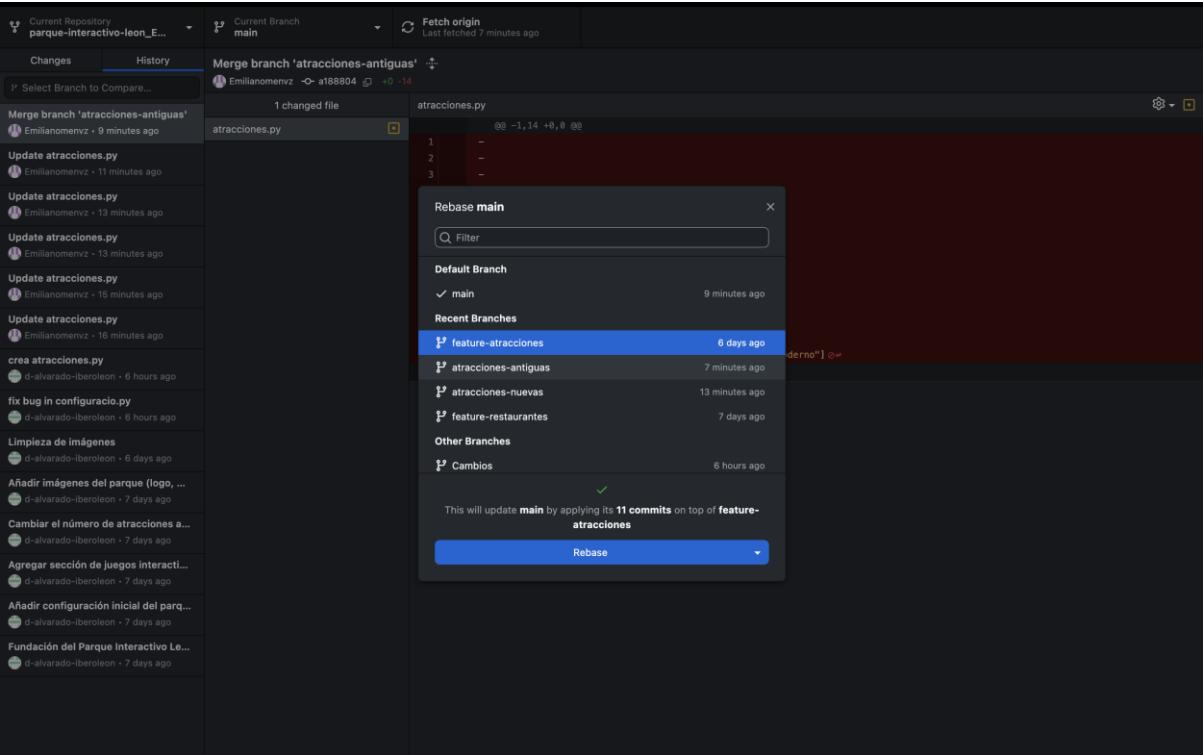 Current Repository
parque-interactivo-leon_E...
Current Branch
main
Fetch origin
Last fetched 7 minutes ago
Changes
History
Select Branch to Compare...
Merge branch 'atracciones-antiguas'
Emilianomenvz • 9 minutes ago
Update atracciones.py
Emilianomenvz • 11 minutes ago
Update atracciones.py
Emilianomenvz • 13 minutes ago
Update atracciones.py
Emilianomenvz • 13 minutes ago
Update atracciones.py
Emilianomenvz • 15 minutes ago
Update atracciones.py
Emilianomenvz • 16 minutes ago
crea atracciones.py
d-alvarado-iberoleon • 6 hours ago
fix bug in configuracio.py
d-alvarado-iberoleon • 6 hours ago
Limpieza de imágenes
d-alvarado-iberoleon • 6 days ago
Añadir imágenes del parque (logo, ...
d-alvarado-iberoleon • 7 days ago
Cambiar el número de atracciones a...
d-alvarado-iberoleon • 7 days ago
Agregar sección de juegos interacti...
d-alvarado-iberoleon • 7 days ago
Añadir configuración inicial del parq...
d-alvarado-iberoleon • 7 days ago
Fundación del Parque Interactivo Le...
d-alvarado-iberoleon • 7 days ago
Merge branch 'atracciones-antiguas'
Emilianomenvz a188804 +0 -14
1 changed file
atracciones.py
atracciones.py
@@ -1,14 +0,0 @@
1 -
2 -
3 -
derno"]
Rebase main
Filter
Default Branch
main 9 minutes ago
Recent Branches
feature-atracciones 6 days ago
atracciones-antiguas 7 minutes ago
atracciones-nuevas 13 minutes ago
feature-restaurantes 7 days ago
Other Branches
Cambios 6 hours ago
This will update main by applying its 11 commits on top of feature-
atracciones
Rebase